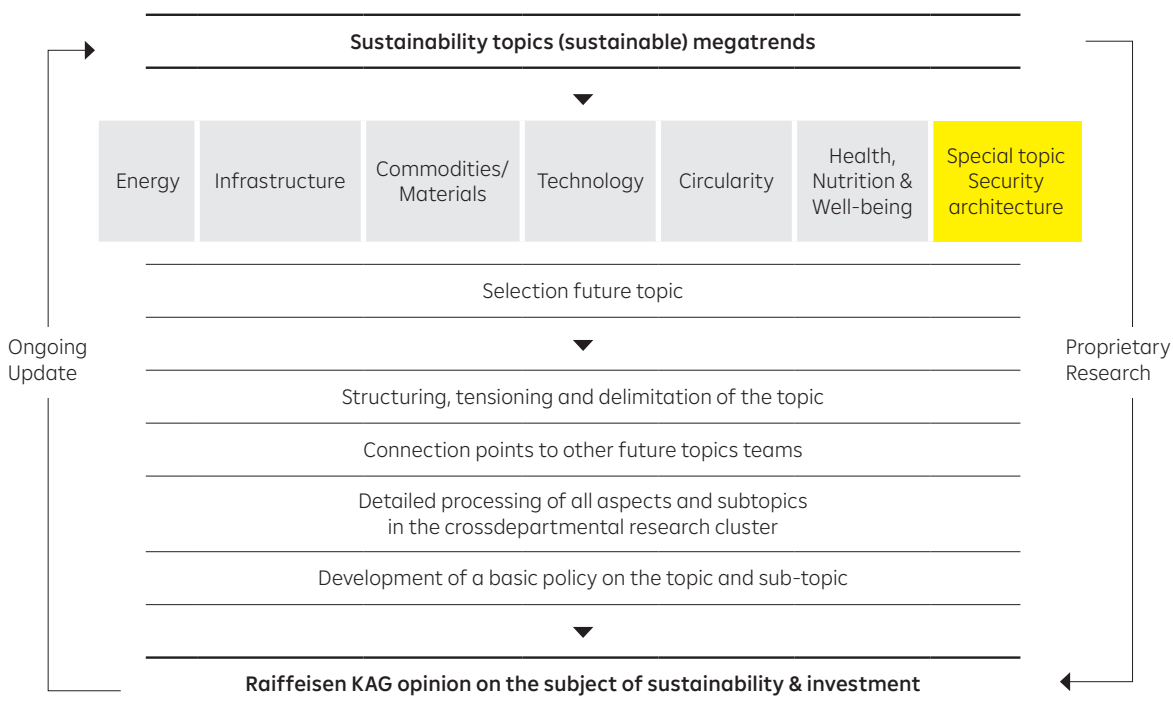 Sustainability topics (sustainable) megatrends
Energy
Infrastructure
Commodities/
Materials
Technology
Circularity
Health,
Nutrition &
Well-being
Special topic
Security
architecture
Selection future topic
Ongoing
Update
Proprietary
Research
Structuring, tensioning and delimitation of the topic
Connection points to other future topics teams
Detailed processing of all aspects and subtopics
in the crossdepartmental research cluster
Development of a basic policy on the topic and sub-topic
Raiffeisen KAG opinion on the subject of sustainability & investment